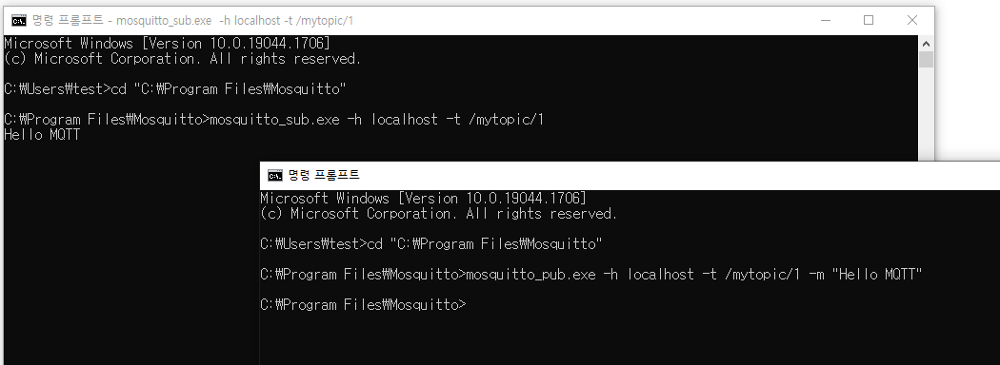 명령 프롬프트 - mosquitto_sub.exe  -h localhost -t /mytopic/1
Microsoft Windows [Version 10.0.19044.1706]
(c) Microsoft Corporation. All rights reserved.
C:₩Users₩test>cd "C:₩Program Files₩Mosquitto"
C:₩Program Files₩Mosquitto>mosquitto_sub.exe -h localhost -t /mytopic/1
Hello MQTT
명령 프롬프트
Microsoft Windows [Version 10.0.19044.1706]
(c) Microsoft Corporation. All rights reserved.
C:₩Users₩test>cd "C:₩Program Files₩Mosquitto"
C:₩Program Files₩Mosquitto>mosquitto_pub.exe -h localhost -t /mytopic/1 -m "Hello MQTT"
C:₩Program Files₩Mosquitto>